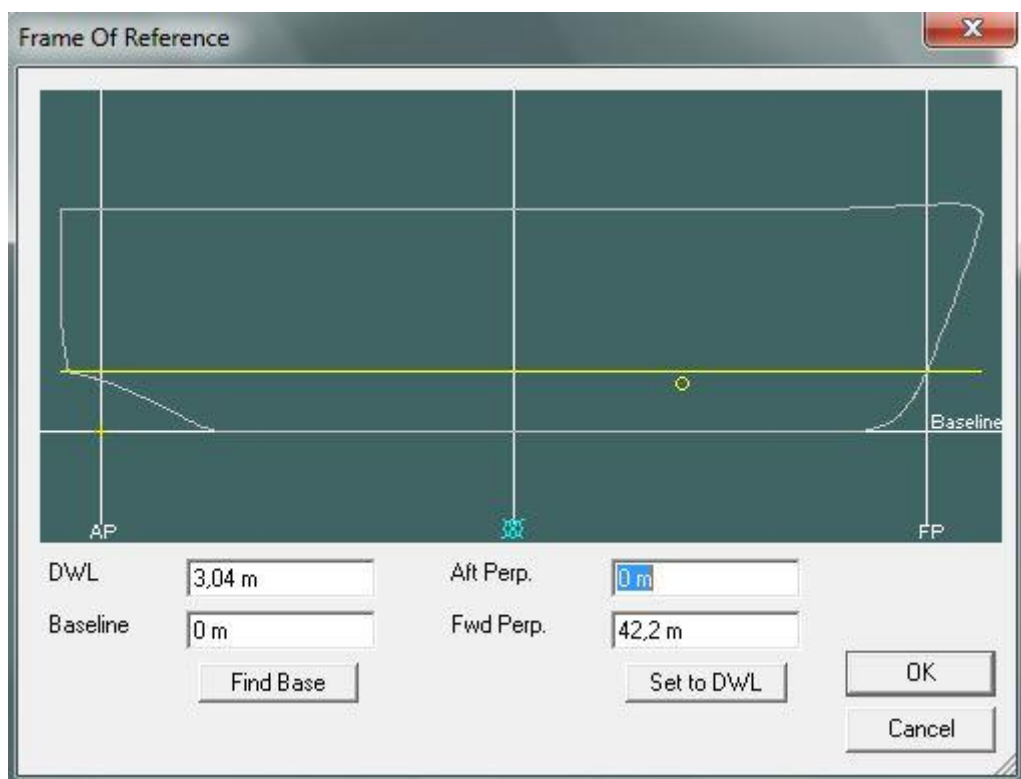 Frame Of Reference
Baseline
AP
FP
DWL
3,04 m
Aft Perp.
0 m
Baseline
0 m
Fwd Perp.
42,2 m
Find Base
Set to DWL
OK
Cancel